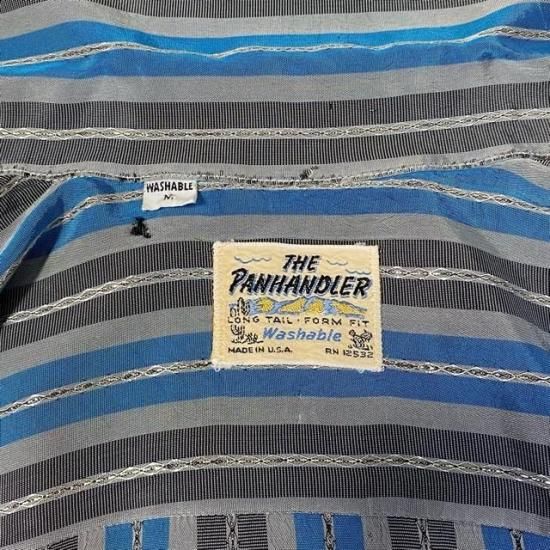 WASHABLE
M
THE
PANHANDLER
LONG TAIL · FORM FIT
Washable
MADE IN U.S.A. RN 12532